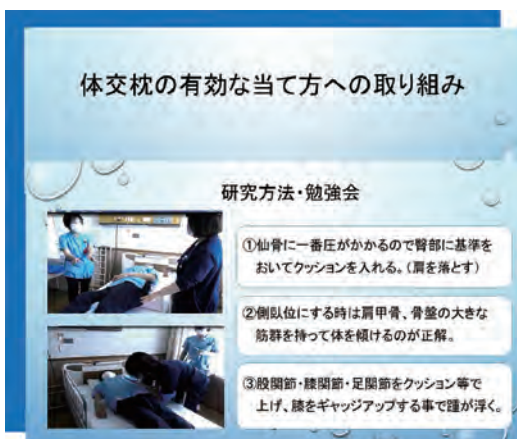 体交枕の有効な当て方への取り組み
研究方法・勉強会
①仙骨に一番圧がかかるので臀部に基準を
おいてクッションを入れる。(肩を落とす)
②側臥位にする時は肩甲骨、骨盤の大きな
筋群を持って体を傾けるのが正解。
③股関節・膝関節・足関節をクッション等で
上げ、膝をギャッジアップする事で踵が浮く。